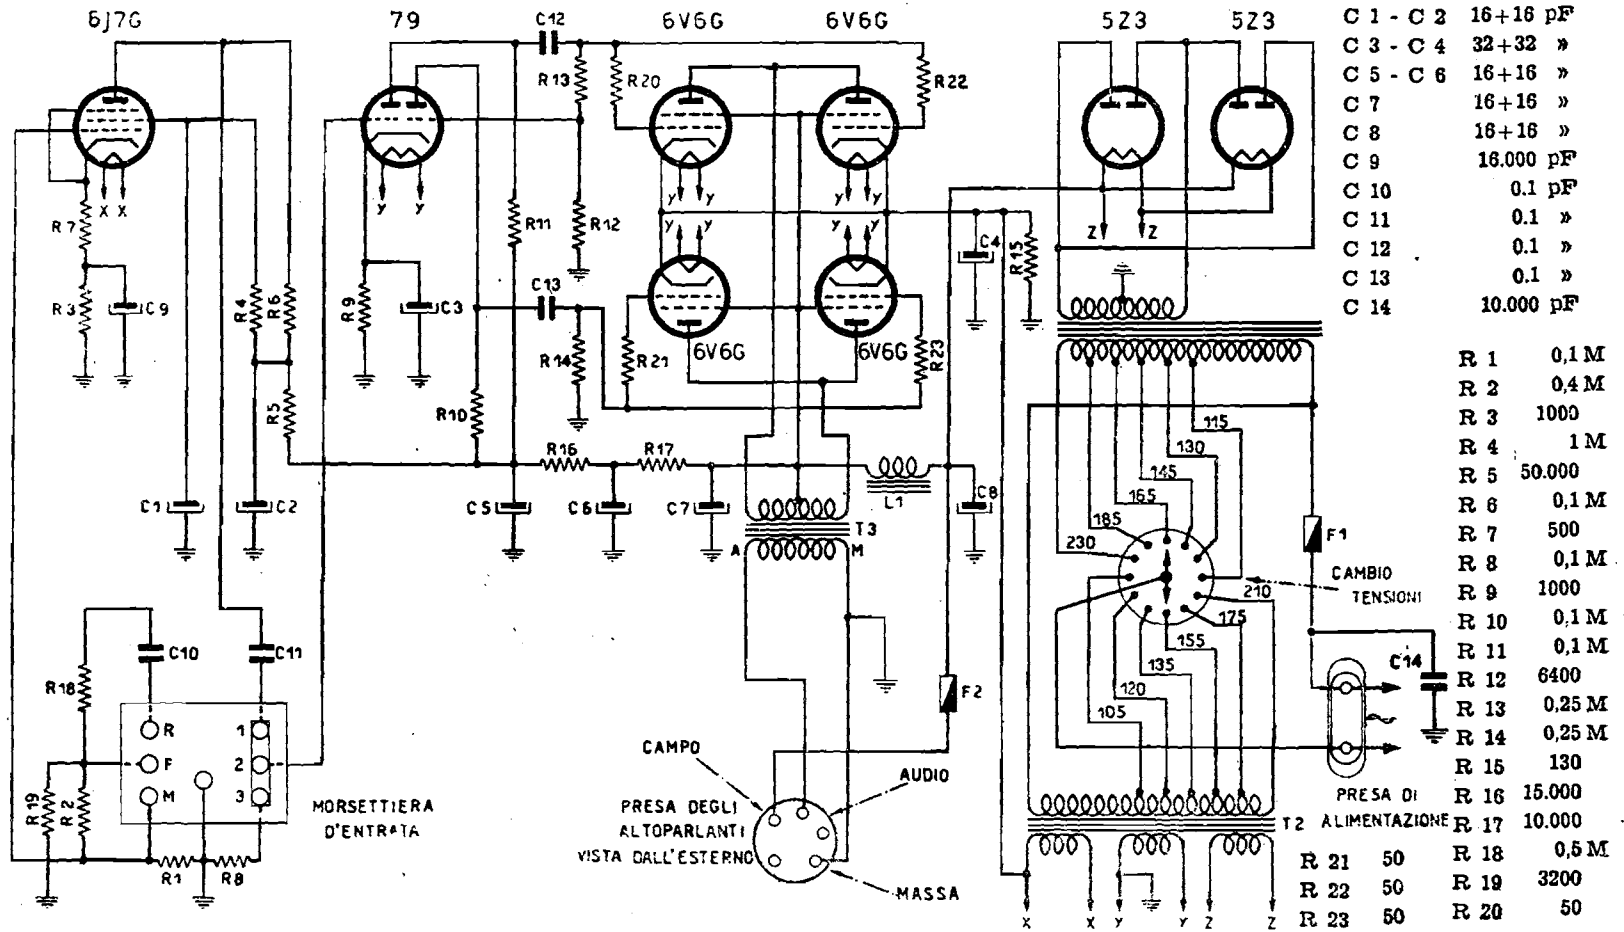 6J7G
79
6V6G
6V6G
5Z3
5Z3
C12
R13
R20
R22
X X
Y Y
Y Y
Y Y
Y Y
Y Y
Z Z
R7
R3
C9
R4
R6
R9
C3
R11
R12
C13
R14
R21
6V6G
6V6G
R23
C4
R15
R5
R10
R16
R17
C1
C2
C5
C6
C7
L1
C8
T3
A
M
115
130
145
165
185
230
F1
CAMBIO
TENSIONI
210
175
155
135
120
105
C14
C10
C11
R18
R
F
M
1
2
3
R19
R2
R1
R8
MORSETTIERA
D'ENTRATA
F2
CAMPO
AUDIO
PRESA DEGLI
ALTOPARLANTI
VISTA DALL'ESTERNO
MASSA
PRESA DI
ALIMENTAZIONE
T2
X X Y Y Z Z
C 1 - C 2 16+16 pF
C 3 - C 4 32+32 »
C 5 - C 6 16+16 »
C 7 16+16 »
C 8 16+16 »
C 9 16.000 pF
C 10 0.1 pF
C 11 0.1 »
C 12 0.1 »
C 13 0.1 »
C 14 10.000 pF
R 1 0,1 M
R 2 0,4 M
R 3 1000
R 4 1 M
R 5 50.000
R 6 0,1 M
R 7 500
R 8 0,1 M
R 9 1000
R 10 0,1 M
R 11 0,1 M
R 12 6400
R 13 0,25 M
R 14 0,25 M
R 15 130
R 16 15.000
R 17 10.000
R 18 0,5 M
R 19 3200
R 20 50
R 21 50
R 22 50
R 23 50